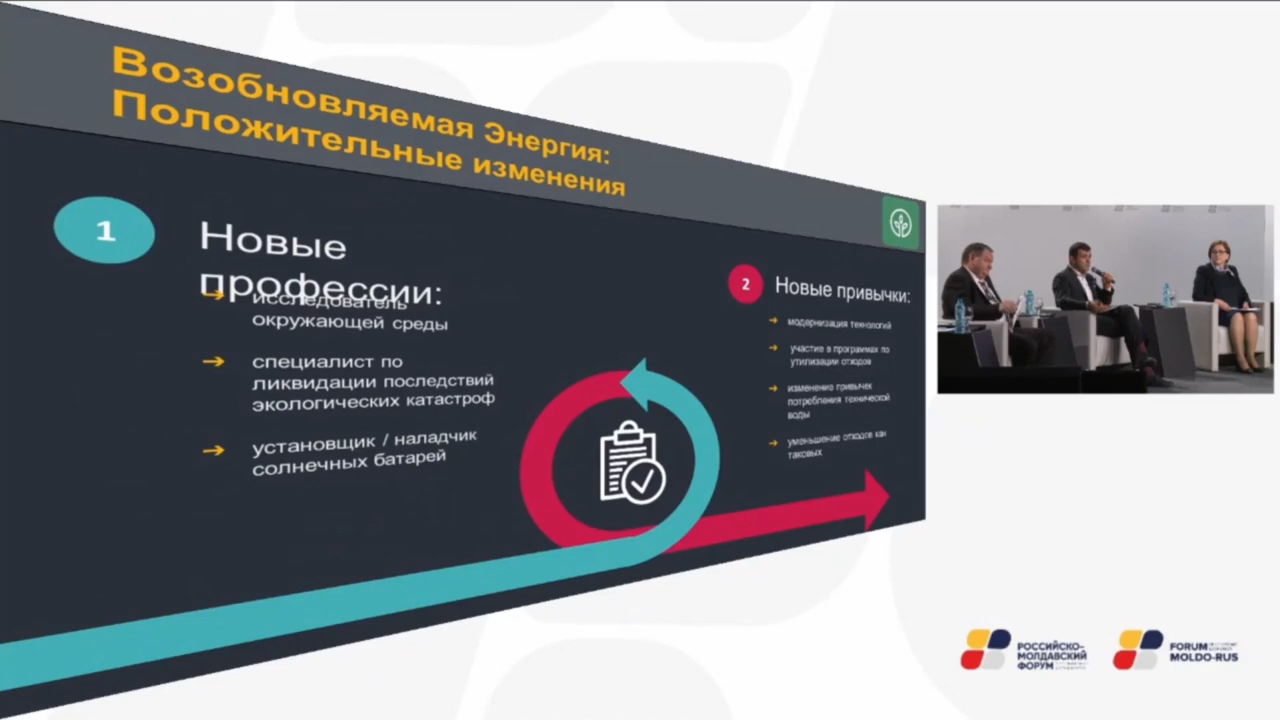 Возобновляемая Энергия:
Положительные изменения
1
Новые
профессии:
➔ исследователь
окружающей среды
➔ специалист по
ликвидации последствий
экологических катастроф
➔ установщик / наладчик
солнечных батарей
2
Новые привычки:
➔ модернизация технологий
➔ участие в программах по
утилизации отходов
➔ изменение привычек
потребления технической
воды
➔ уменьшение отходов как
таковых
РОССИЙСКО-
МОЛДАВСКИЙ
ФОРУМ
FORUM
MOLDO-RUS